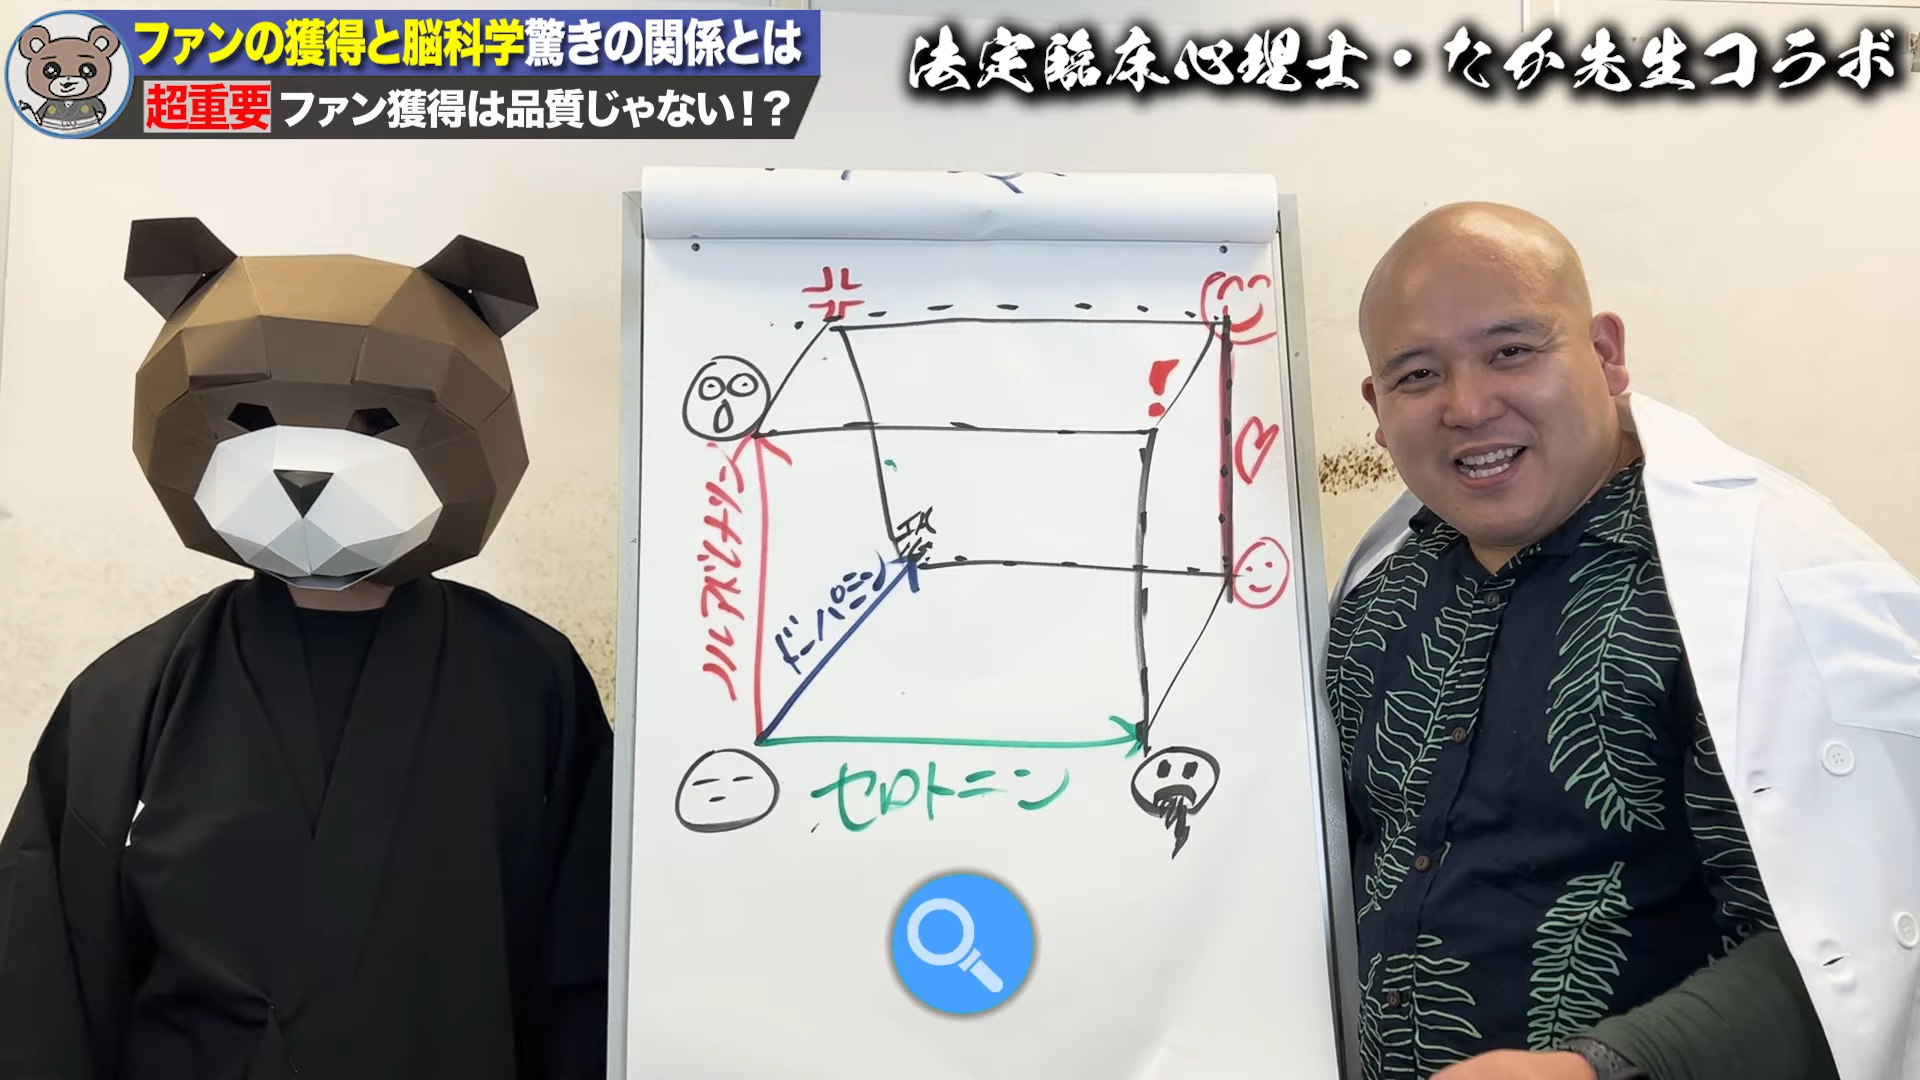 ファンの獲得と脳科学驚きの関係とは
超重要 ファン獲得は品質じゃない!?
法定臨床心理士・たか先生コラボ
!
ノルアドレナリン
ドーパミン
セロトニン